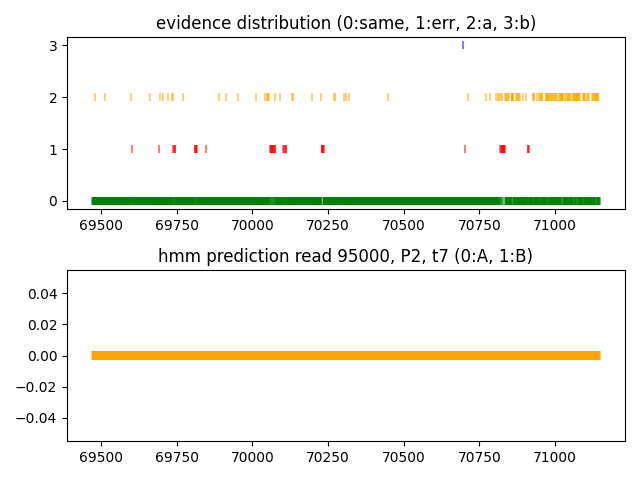 evidence distribution (0:same, 1:err, 2:a, 3:b)
3
2
1
0
69500 69750 70000 70250 70500 70750 71000
hmm prediction read 95000, P2, t7 (0:A, 1:B)
0.04
0.02
0.00
−0.02
−0.04
69500 69750 70000 70250 70500 70750 71000